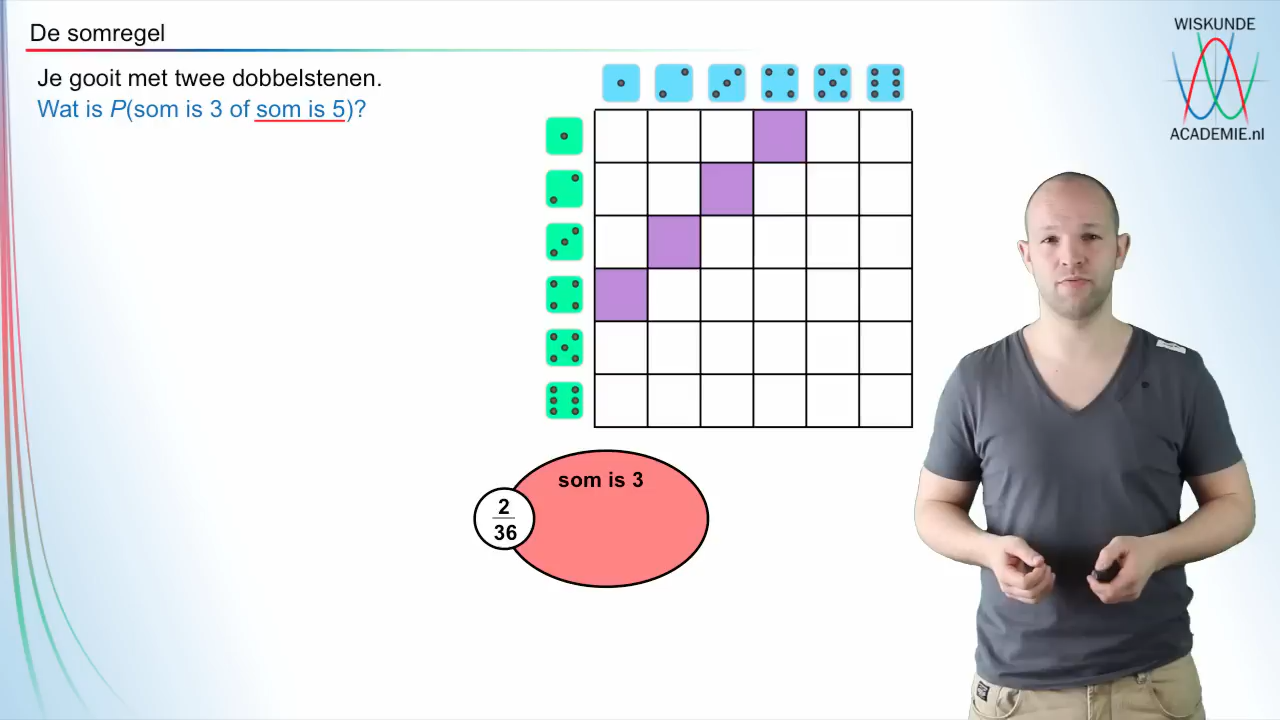 De somregel
WISKUNDE
ACADEMIE.nl
Je gooit met twee dobbelstenen.
Wat is P(som is 3 of som is 5)?
som is 3
2
36